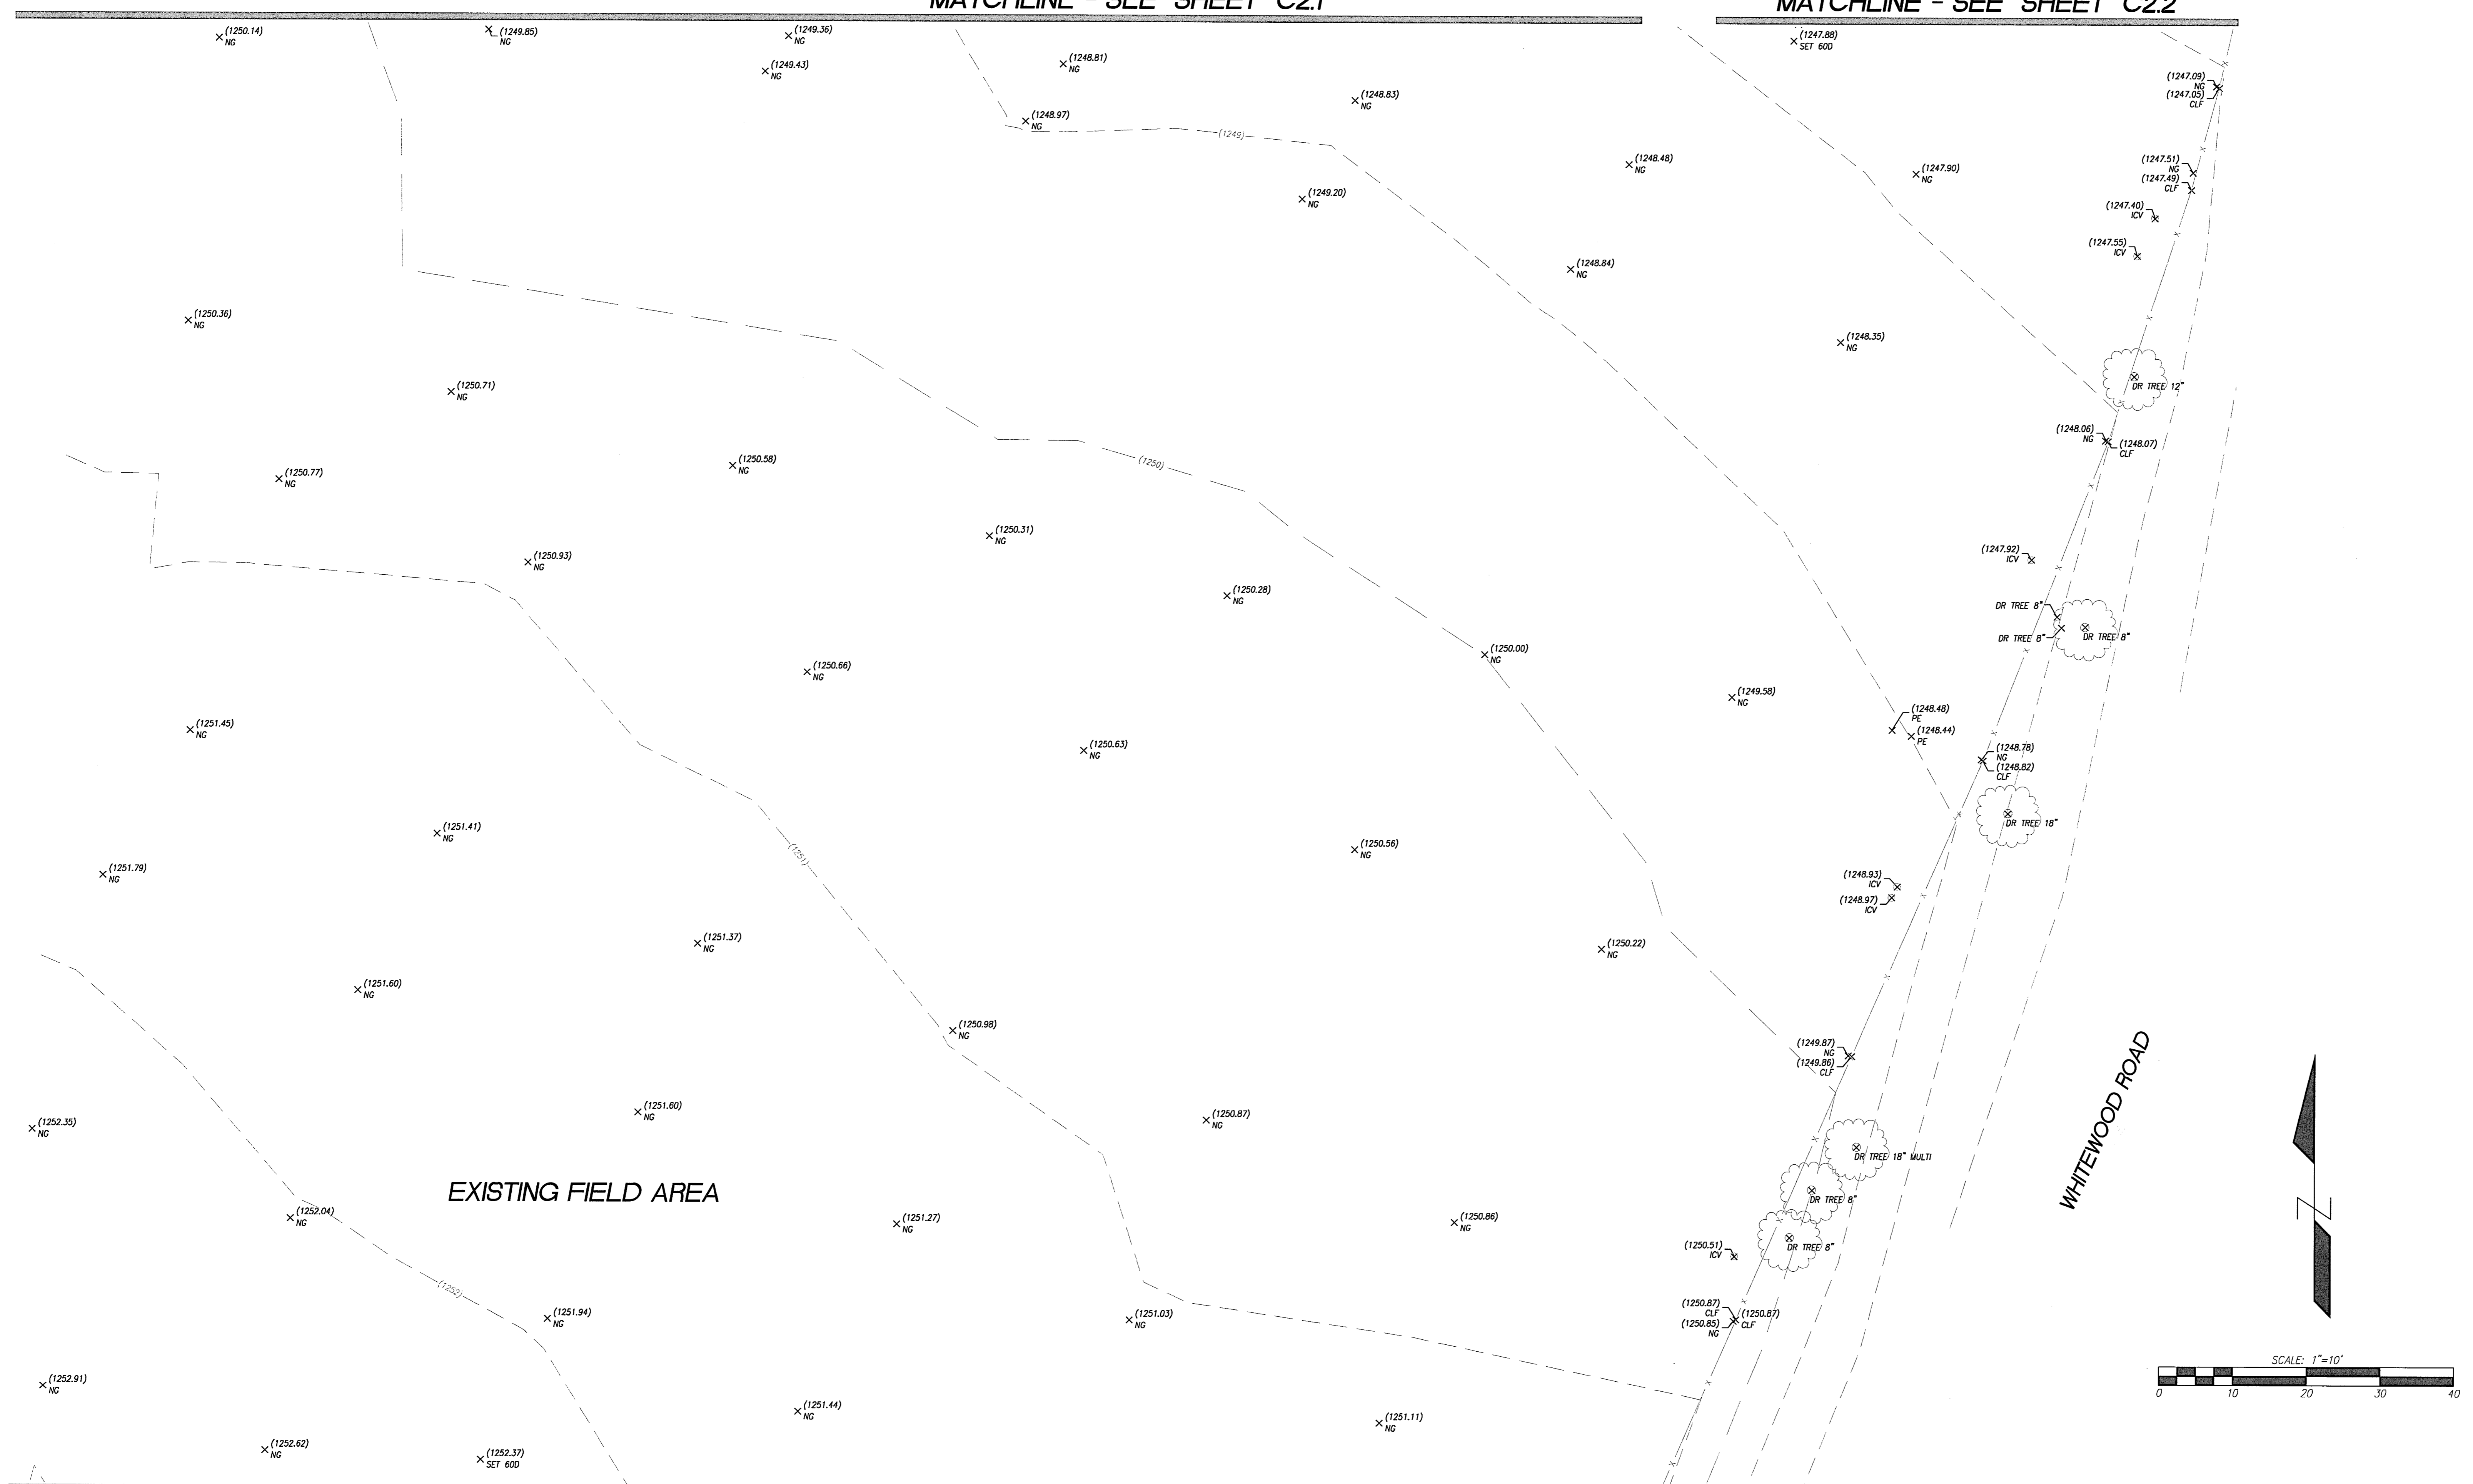 MATCHLINE - SEE SHEET C2.1
MATCHLINE - SEE SHEET C2.2
(1250.14)
NG
(1249.85)
NG
(1249.36)
NG
(1249.43)
NG
(1248.81)
NG
(1248.97)
NG
(1248.83)
NG
(1249)
(1247.88)
SET 60D
(1247.09)
NG
(1247.05)
CLF
(1248.48)
NG
(1247.90)
NG
(1247.51)
NG
(1247.49)
CLF
(1249.20)
NG
(1247.40)
ICV
(1247.55)
ICV
(1248.84)
NG
(1250.36)
NG
(1248.35)
NG
(1250.71)
NG
DR TREE 12"
(1248.06)
NG
(1248.07)
CLF
(1250.77)
NG
(1250.58)
NG
(1250)
(1250.93)
NG
(1250.31)
NG
(1247.92)
ICV
(1250.28)
NG
DR TREE 8"
DR TREE 8"
DR TREE 8"
(1250.66)
NG
(1250.00)
NG
(1249.58)
NG
(1251.45)
NG
(1250.63)
NG
(1248.48)
PE
(1248.44)
PE
(1248.78)
NG
(1248.82)
CLF
DR TREE 18"
(1251.41)
NG
(1251)
(1250.56)
NG
(1251.79)
NG
(1248.93)
ICV
(1248.97)
ICV
(1251.37)
NG
(1250.22)
NG
(1251.60)
NG
(1250.98)
NG
(1249.87)
NG
(1249.86)
CLF
WHITEWOOD ROAD
(1252.35)
NG
(1251.60)
NG
(1250.87)
NG
DR TREE 18" MULTI
EXISTING FIELD AREA
DR TREE 8"
(1252.04)
NG
(1251.27)
NG
(1250.86)
NG
DR TREE 8"
(1250.51)
ICV
(1252)
(1251.94)
NG
(1251.03)
NG
(1250.87)
CLF
(1250.85)
NG
(1250.87)
CLF
SCALE: 1"=10'
0 10 20 30 40
(1252.91)
NG
(1251.44)
NG
(1251.11)
NG
(1252.62)
NG
(1252.37)
SET 60D